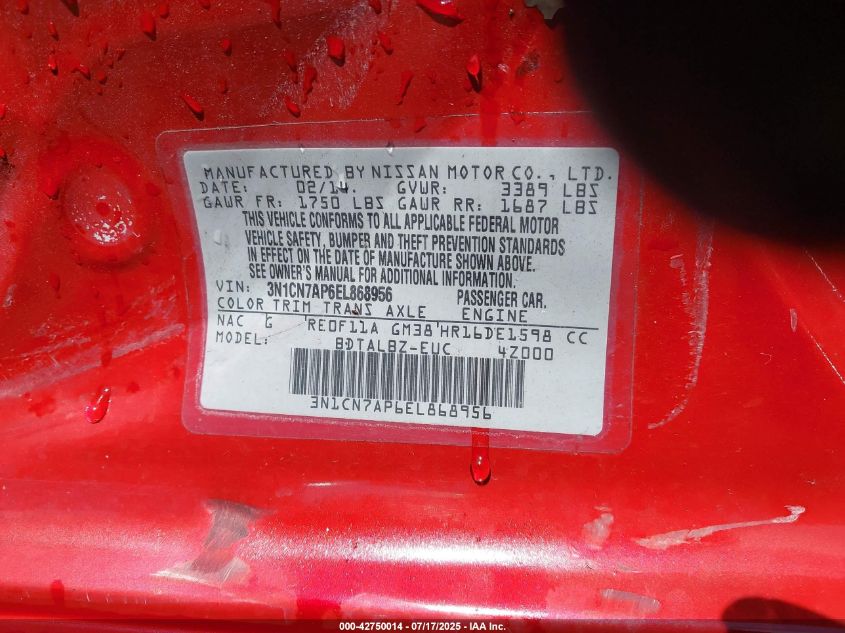 MANUFACTURED BY NISSAN MOTOR CO., LTD.
DATE: 02/14. GVWR: 3389 LBS
GAWR FR: 1750 LBS GAWR RR: 1687 LBS
THIS VEHICLE CONFORMS TO ALL APPLICABLE FEDERAL MOTOR
VEHICLE SAFETY, BUMPER AND THEFT PREVENTION STANDARDS
IN EFFECT ON THE DATE OF MANUFACTURE SHOWN ABOVE.
SEE OWNER'S MANUAL FOR ADDITIONAL INFORMATION.
VIN: 3N1CN7AP6EL868956 PASSENGER CAR.
COLOR TRIM TRANS AXLE ENGINE
NAC G RE0F11A GM38 HR16DE1598 CC
MODEL: BDTALBZ-EUC 4Z000
3N1CN7AP6EL868956
000-42750014 - 07/17/2025 - IAA Inc.